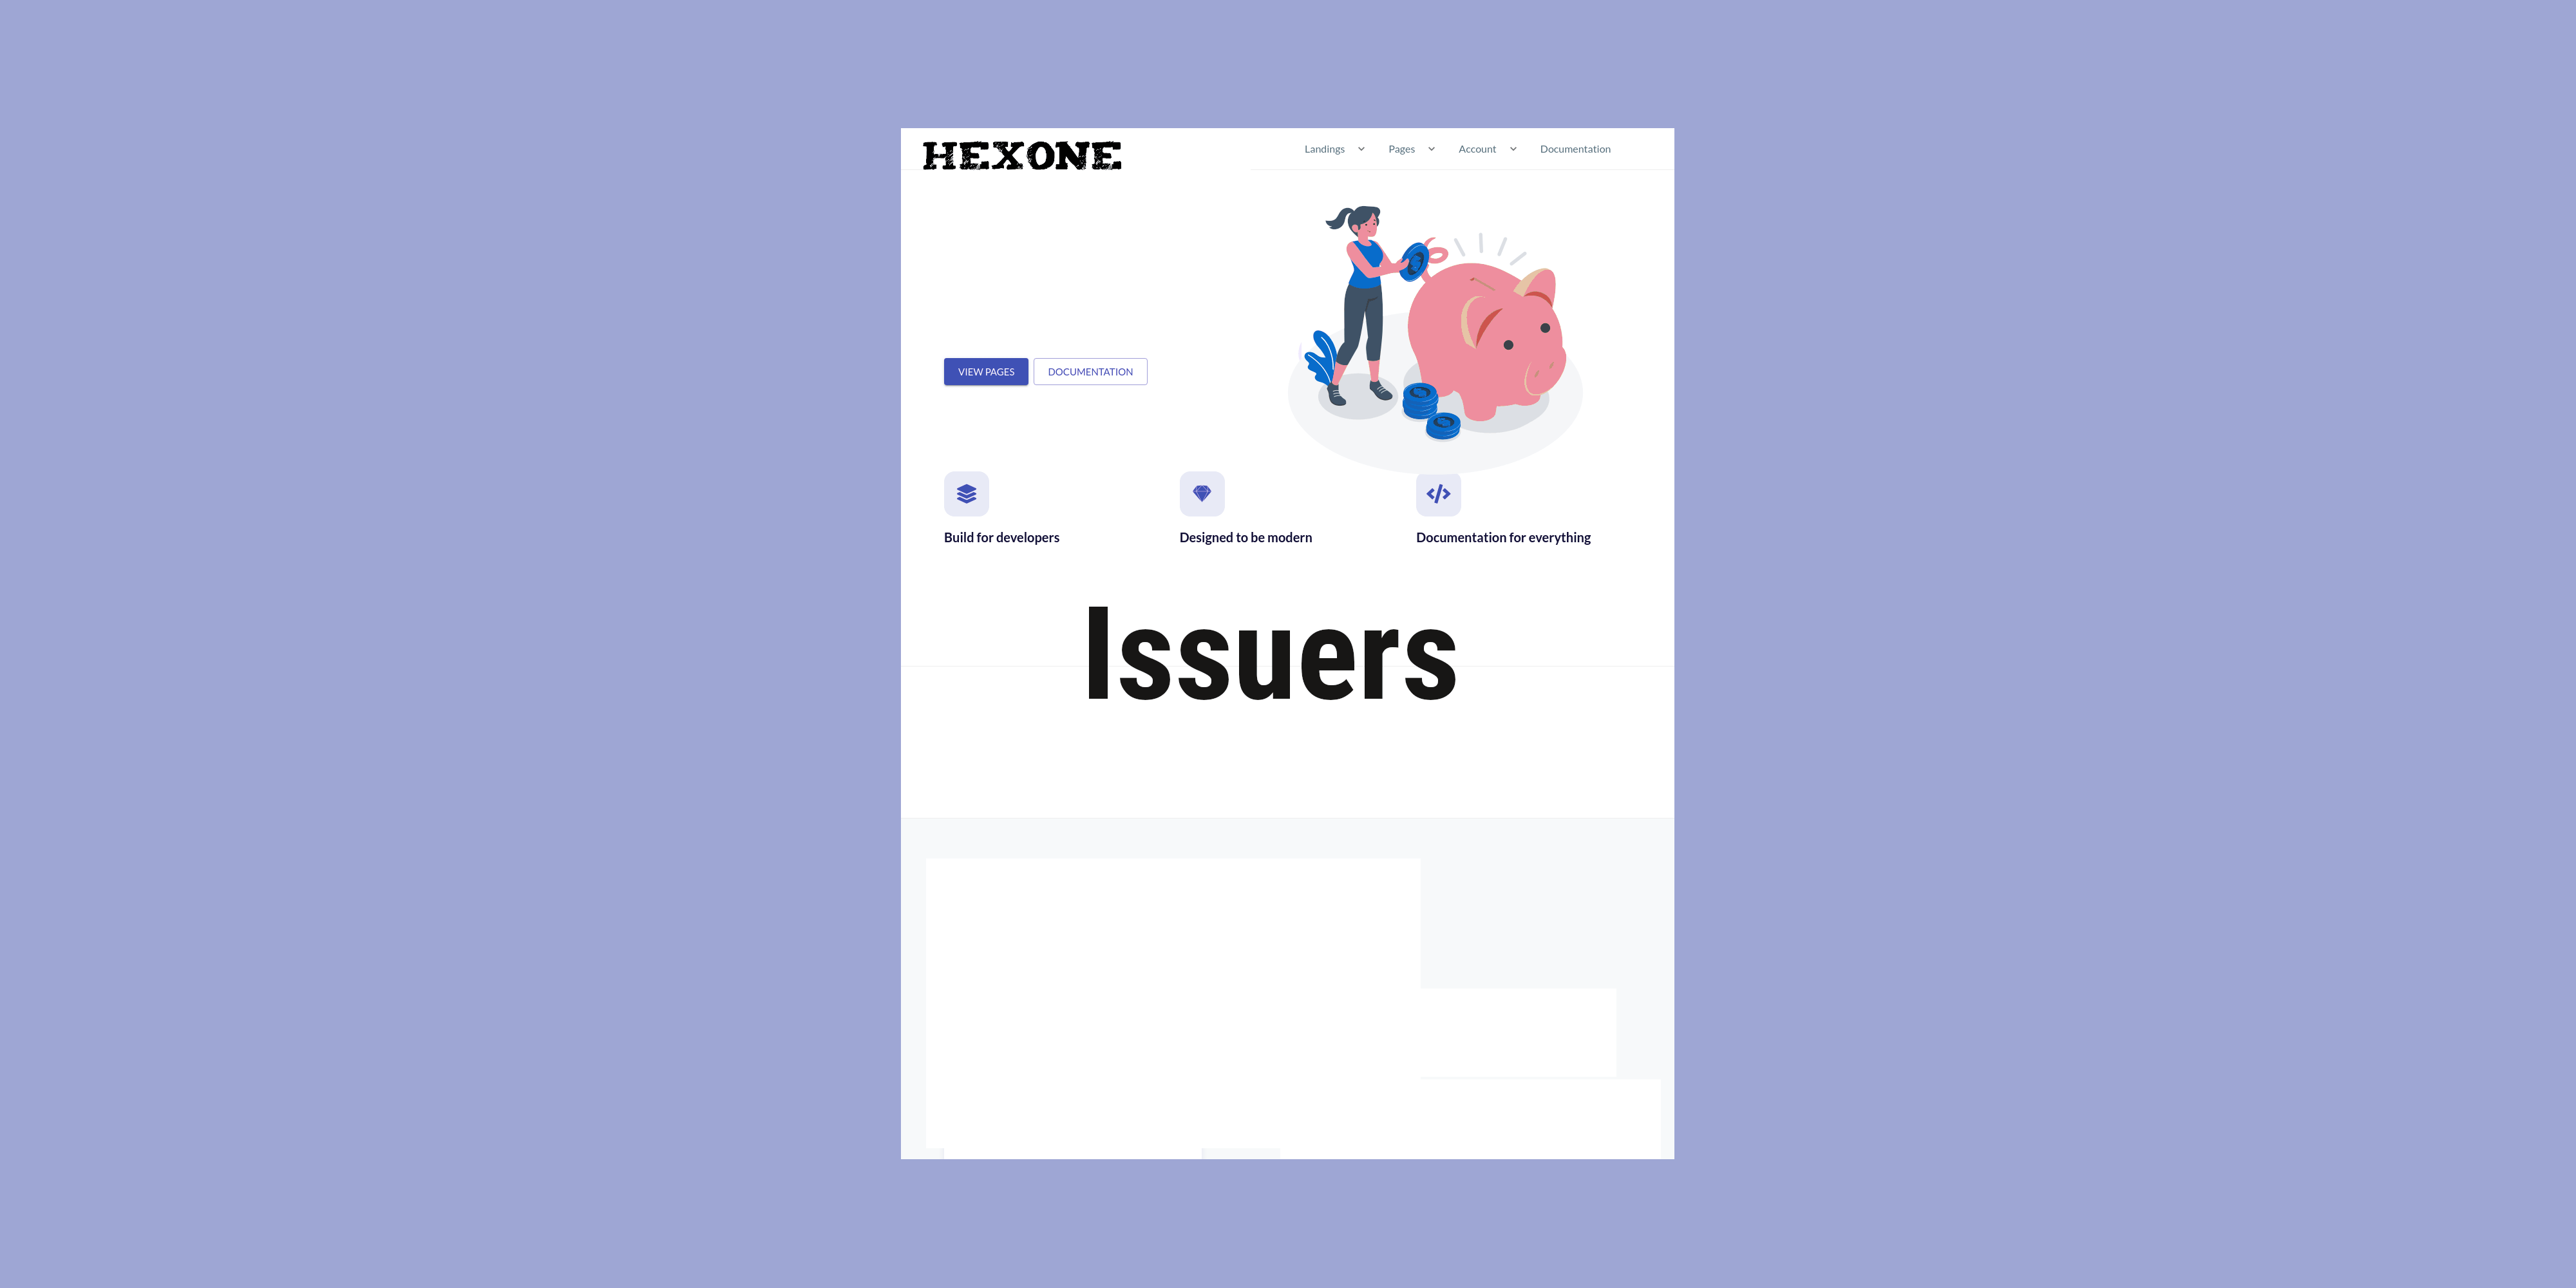 HEXONE
Landings Pages Account Documentation
VIEW PAGES DOCUMENTATION
Build for developers Designed to be modern Documentation for everything
Issuers